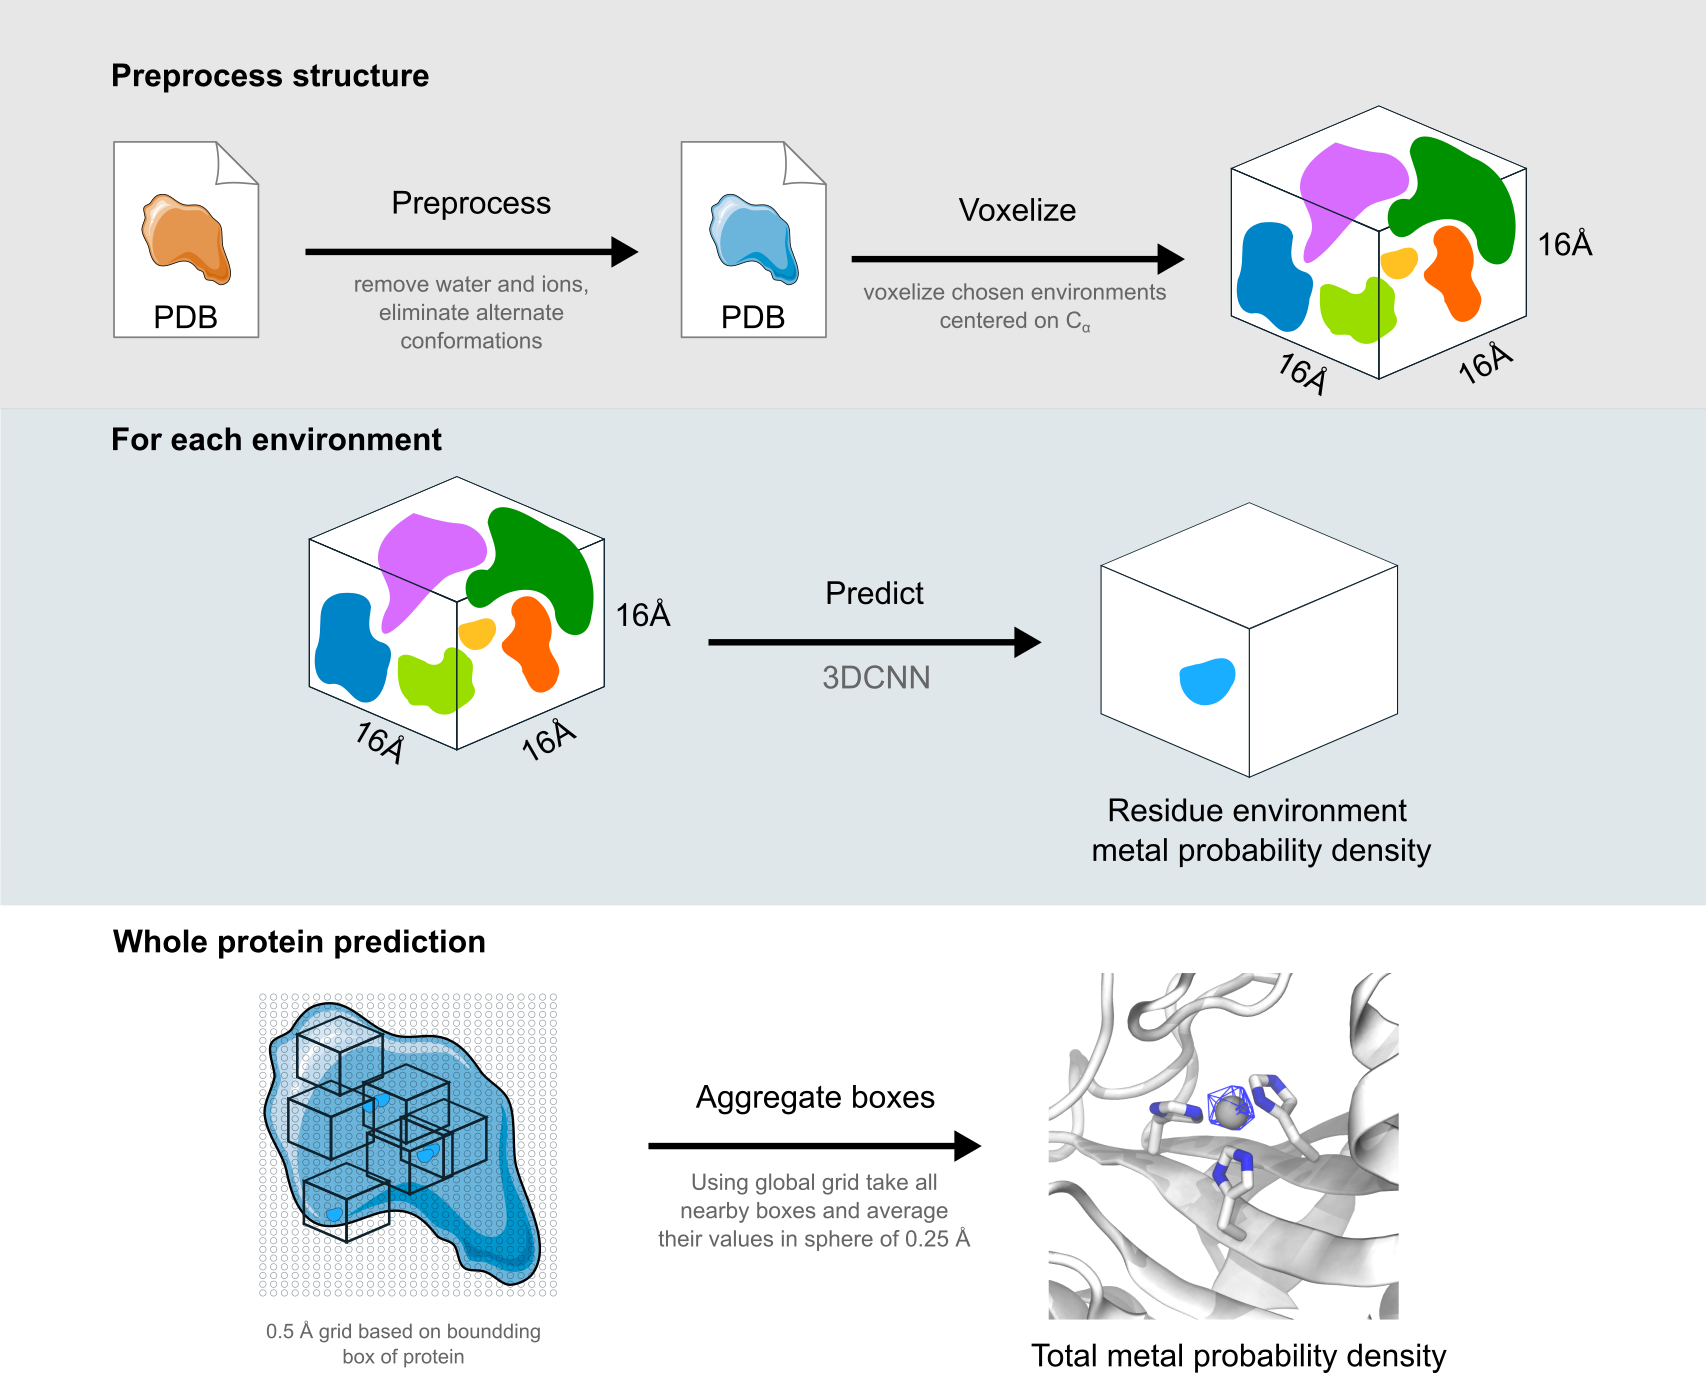 Preprocess structure
PDB
Preprocess
remove water and ions,
eliminate alternate
conformations
PDB
Voxelize
voxelize chosen environments
centered on Cα
16Å
16Å
16Å
For each environment
16Å
16Å
16Å
Predict
3DCNN
Residue environment
metal probability density
Whole protein prediction
0.5 Å grid based on boundding
box of protein
Aggregate boxes
Using global grid take all
nearby boxes and average
their values in sphere of 0.25 Å
Total metal probability density